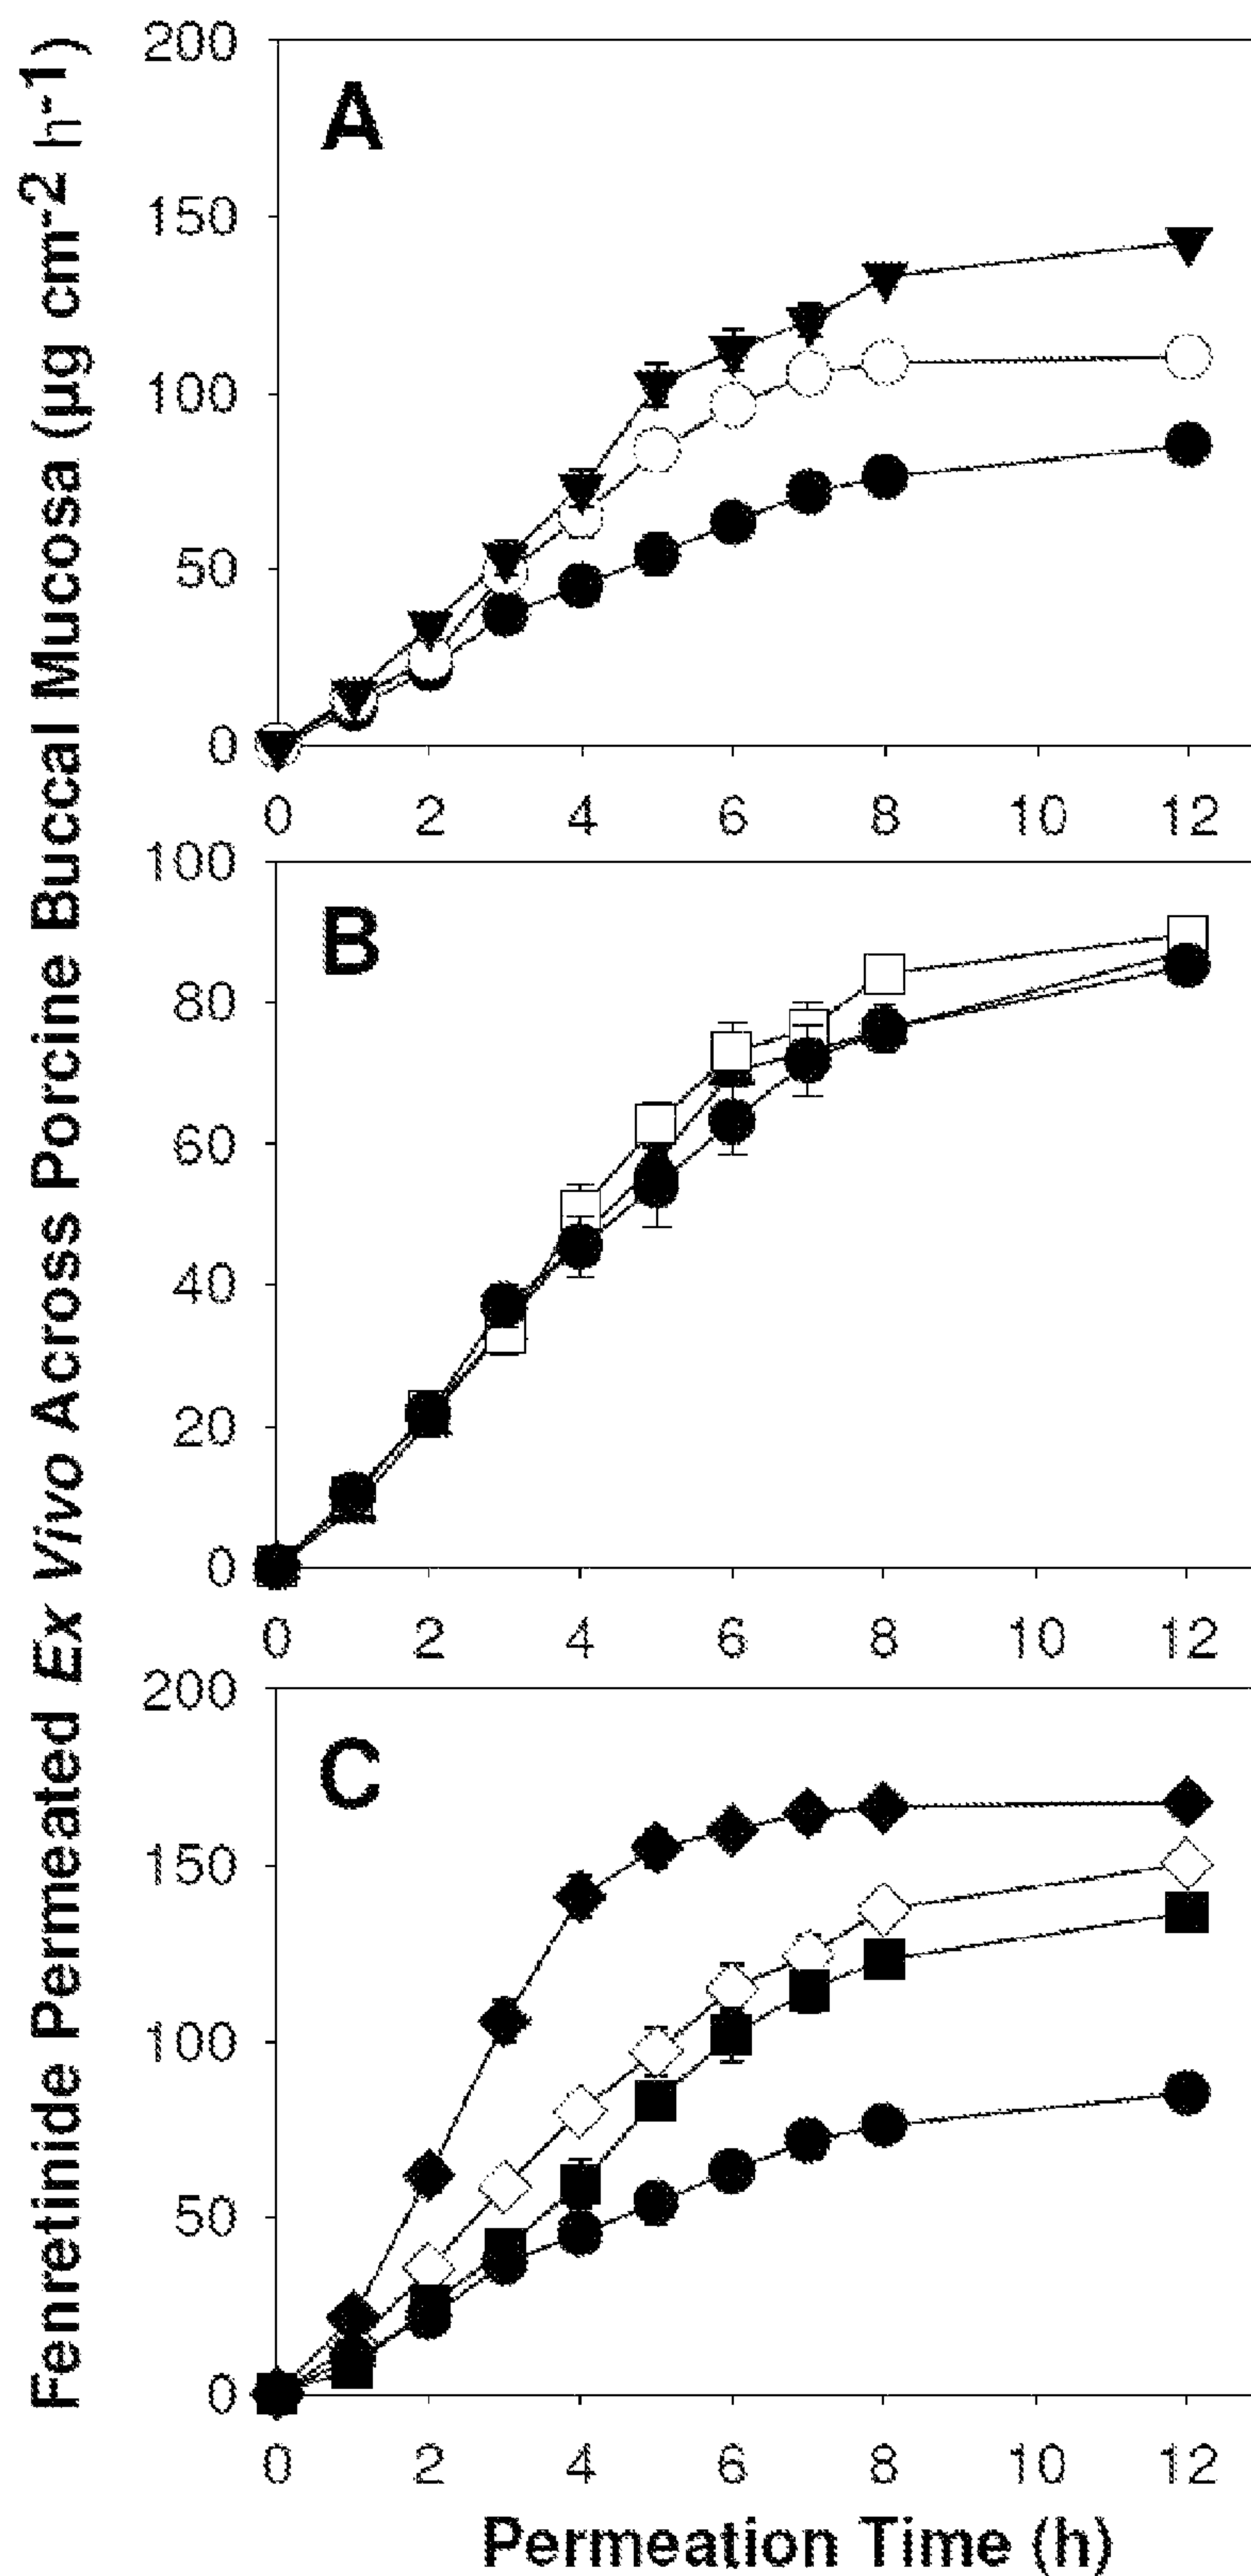 Fenretinide Permeated Ex Vivo Across Porcine Buccal Mucosa (µg cm-2 h-1)
A
200
150
100
50
0
0 2 4 6 8 10 12
B
100
80
60
40
20
0
0 2 4 6 8 10 12
C
200
150
100
50
0
0 2 4 6 8 10 12
Permeation Time (h)